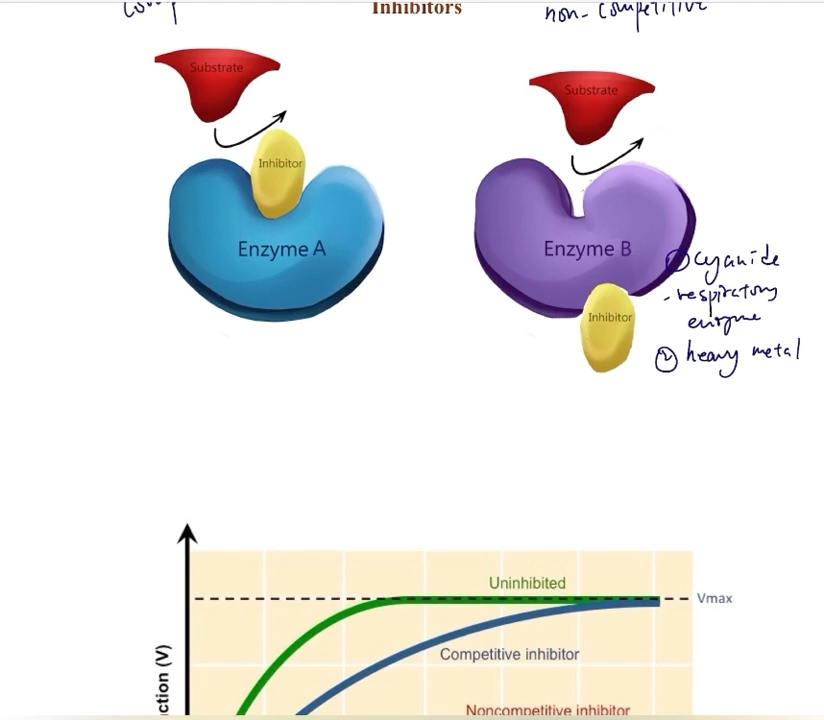 Inhibitors
non-competitive
Substrate
Substrate
Inhibitor
Enzyme A
Enzyme B
① cyanide
- respiratory
enzyme
Inhibitor
② heavy metal
Uninhibited
Vmax
Competitive inhibitor
ction (V)
Noncompetitive inhibitor